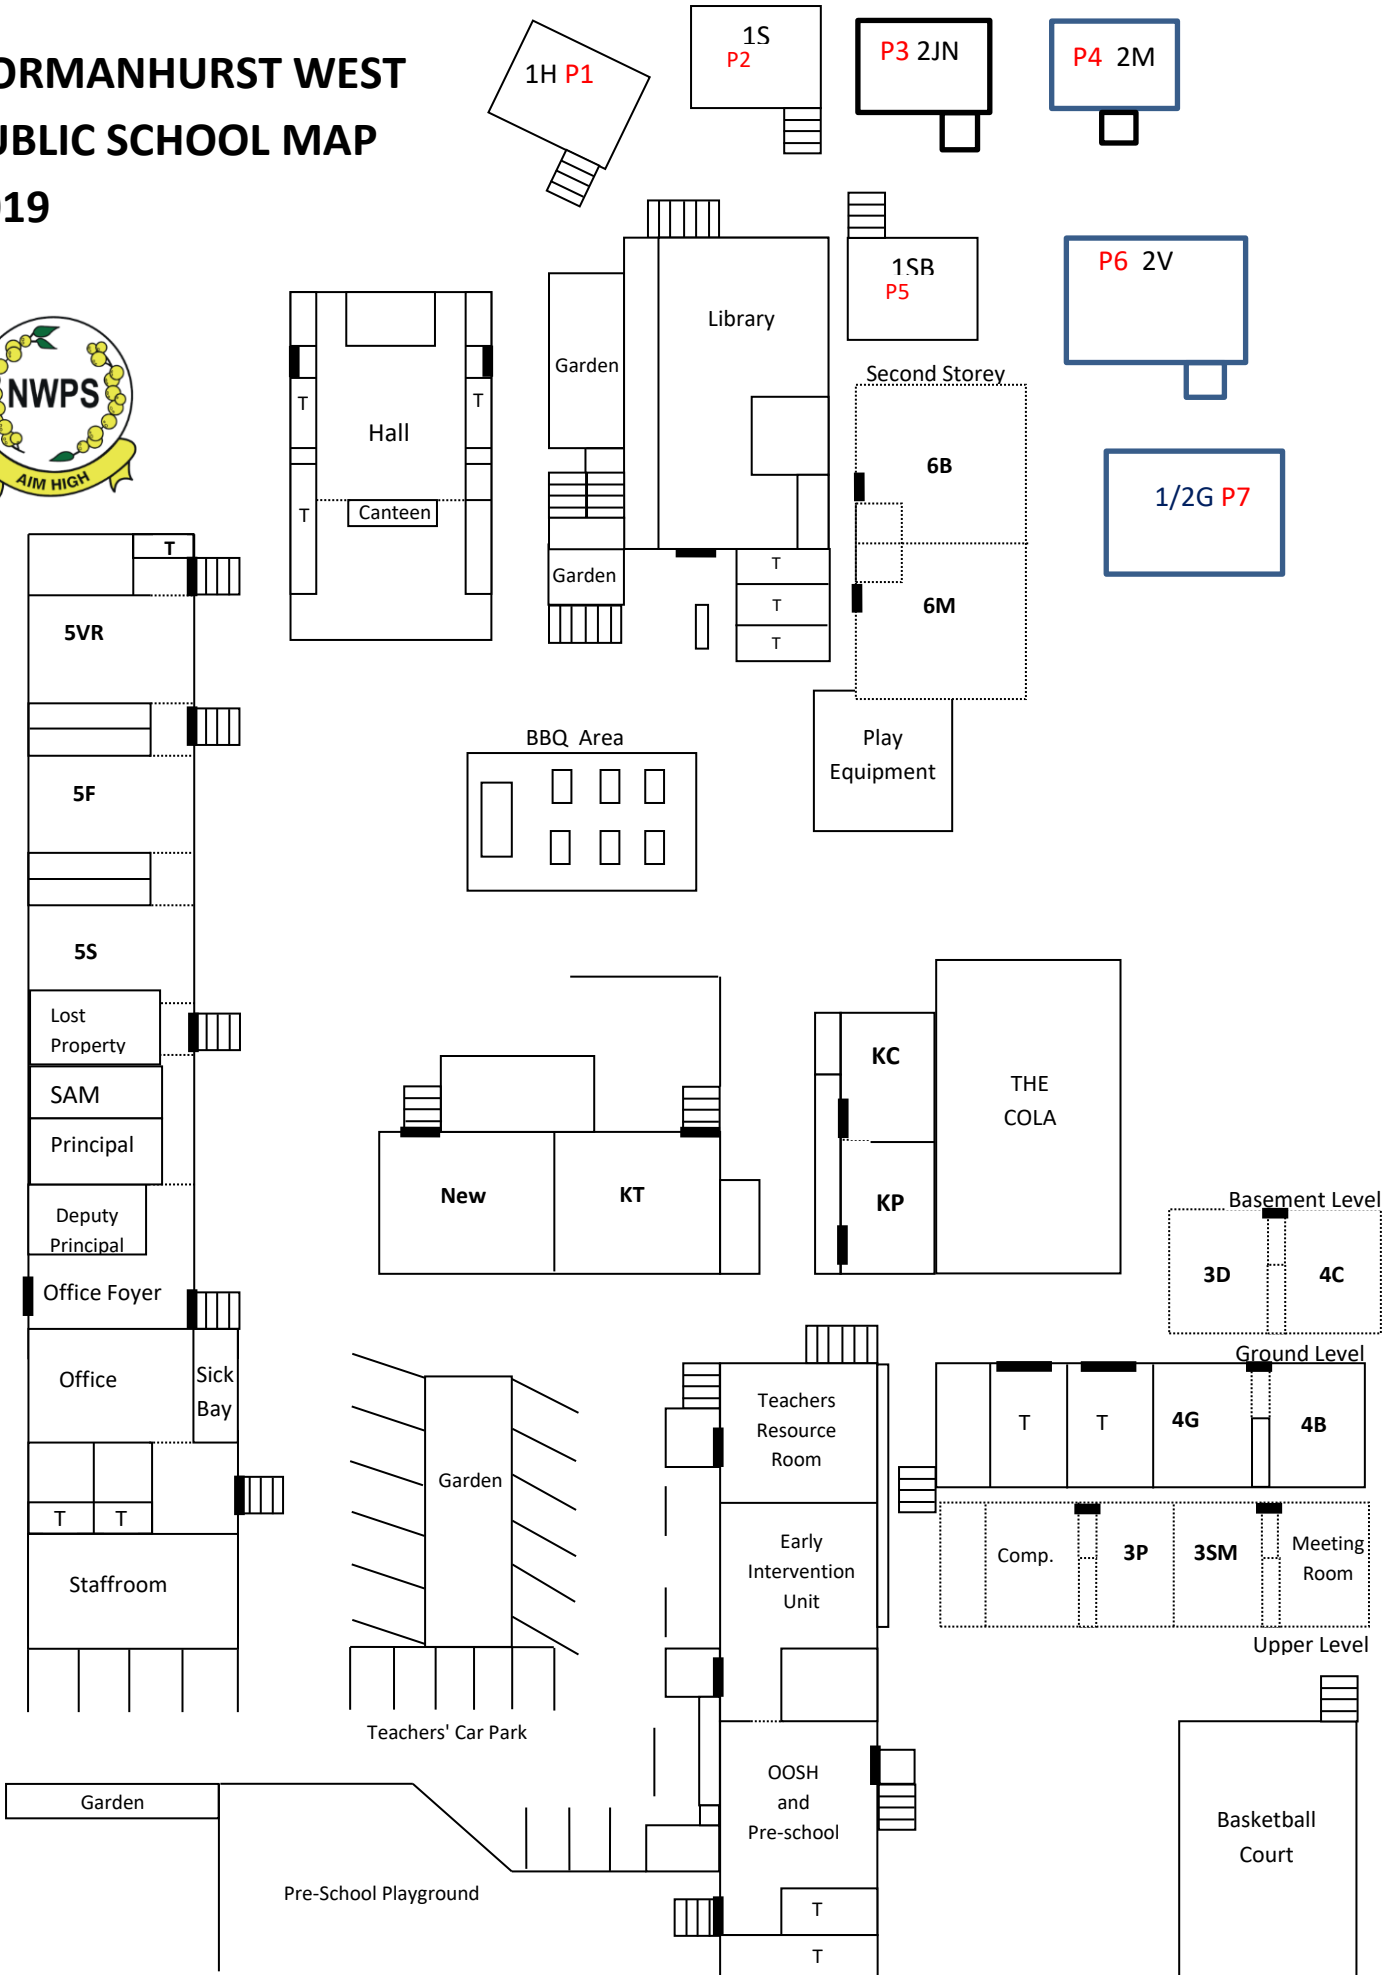 ORMANHURST WEST
UBLIC SCHOOL MAP
019
1H P1
1S
P2
P3 2JN
P4 2M
NWPS
AIM HIGH
Library
1SB
P5
P6 2V
Garden
Second Storey
T
T
Hall
6B
1/2G P7
T
Canteen
T
T
Garden
T
6M
T
5VR
BBQ Area
Play
Equipment
5F
5S
Lost
Property
SAM
Principal
Deputy
Principal
Office Foyer
New
KT
KC
KP
THE
COLA
Basement Level
3D
4C
Ground Level
Office
Sick
Bay
Teachers
Resource
Room
T
T
4G
4B
Garden
T
T
Early
Intervention
Unit
Comp.
3P
3SM
Meeting
Room
Staffroom
Upper Level
Teachers' Car Park
OOSH
and
Pre-school
Garden
Basketball
Court
Pre-School Playground
T
T